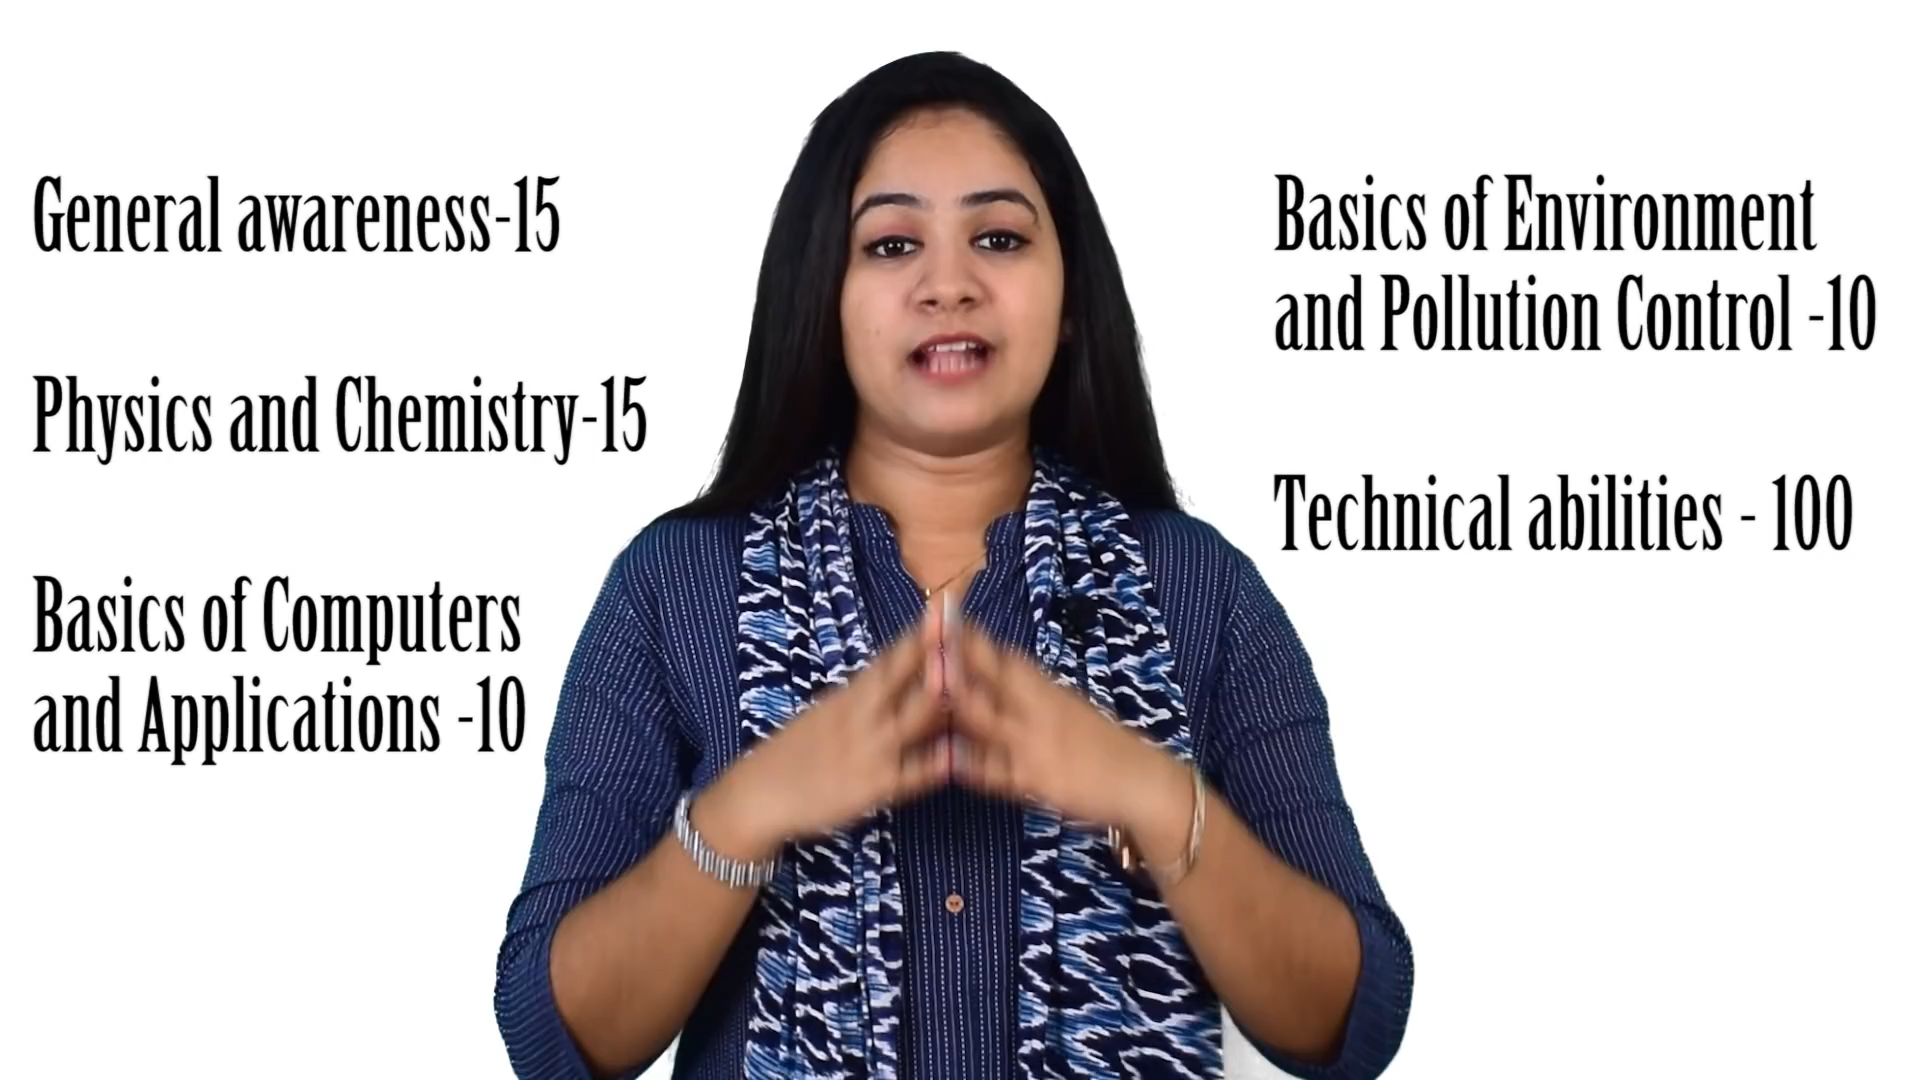 General awareness-15
Physics and Chemistry-15
Basics of Computers
and Applications -10
Basics of Environment
and Pollution Control -10
Technical abilities - 100